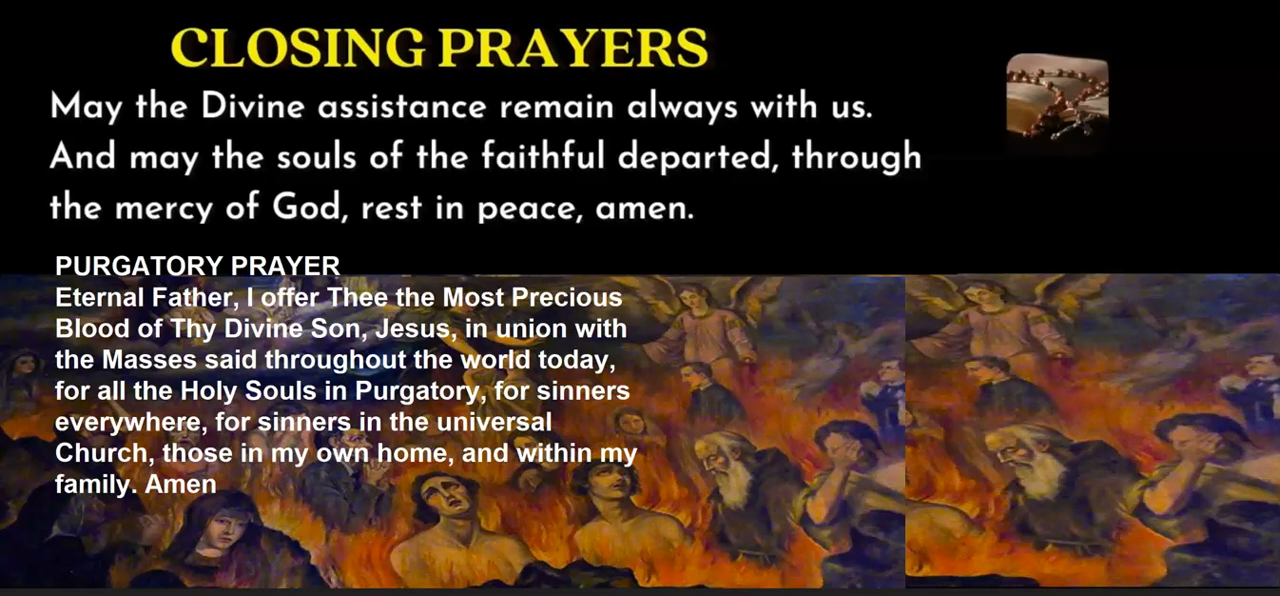 CLOSING PRAYERS
May the Divine assistance remain always with us.
And may the souls of the faithful departed, through
the mercy of God, rest in peace, amen.
PURGATORY PRAYER
Eternal Father, I offer Thee the Most Precious
Blood of Thy Divine Son, Jesus, in union with
the Masses said throughout the world today,
for all the Holy Souls in Purgatory, for sinners
everywhere, for sinners in the universal
Church, those in my own home, and within my
family. Amen